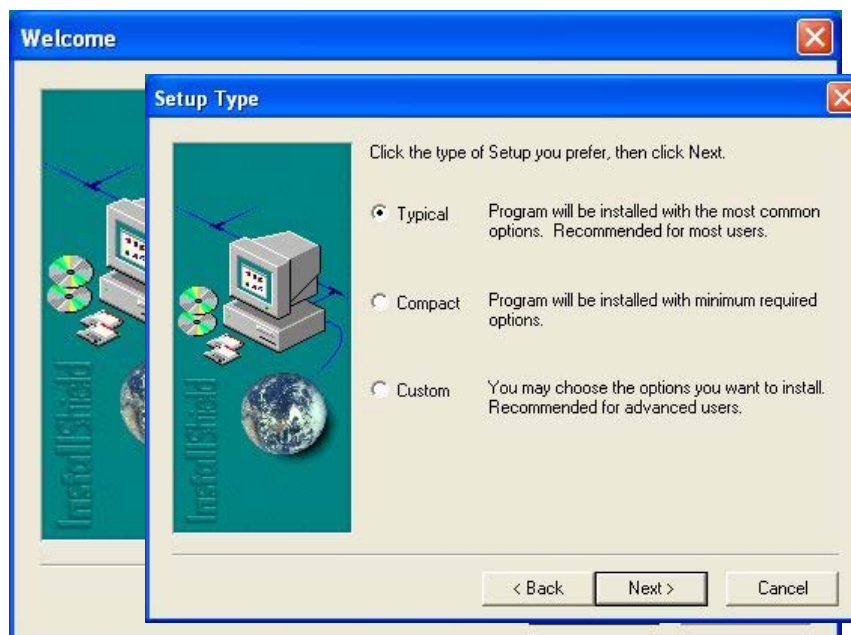 Welcome
Setup Type
Click the type of Setup you prefer, then click Next.
Typical
Program will be installed with the most common
options. Recommended for most users.
Compact
Program will be installed with minimum required
options.
Custom
You may choose the options you want to install.
Recommended for advanced users.
InstallShield
InstallShield
< Back
Next >
Cancel